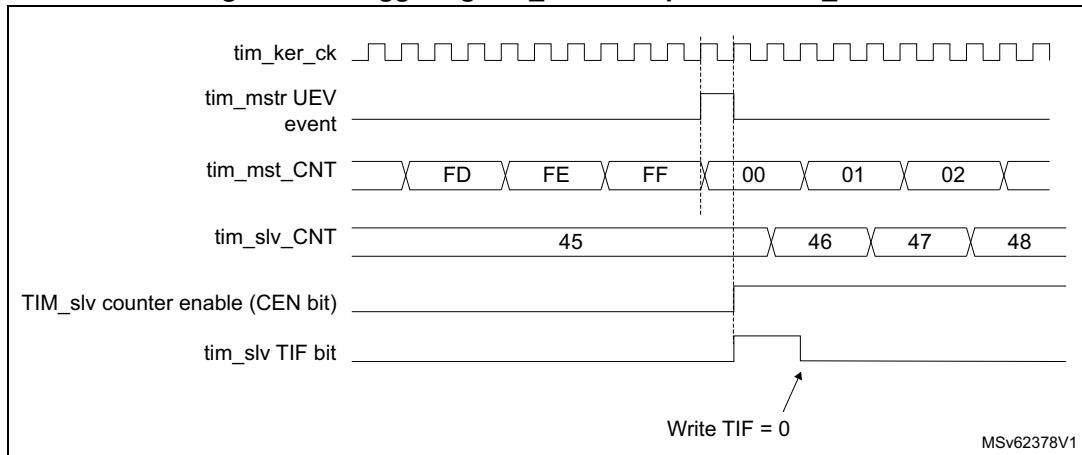 tim_ker_ck
tim_mstr UEV
event
tim_mst_CNT
FD FE FF 00 01 02
tim_slv_CNT
45 46 47 48
TIM_slv counter enable (CEN bit)
tim_slv TIF bit
Write TIF = 0
MSv62378V1